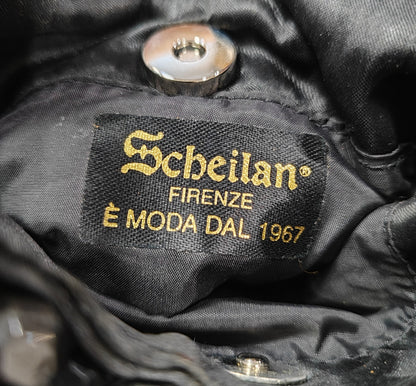 Scheilan®
FIRENZE
È MODA DAL 1967